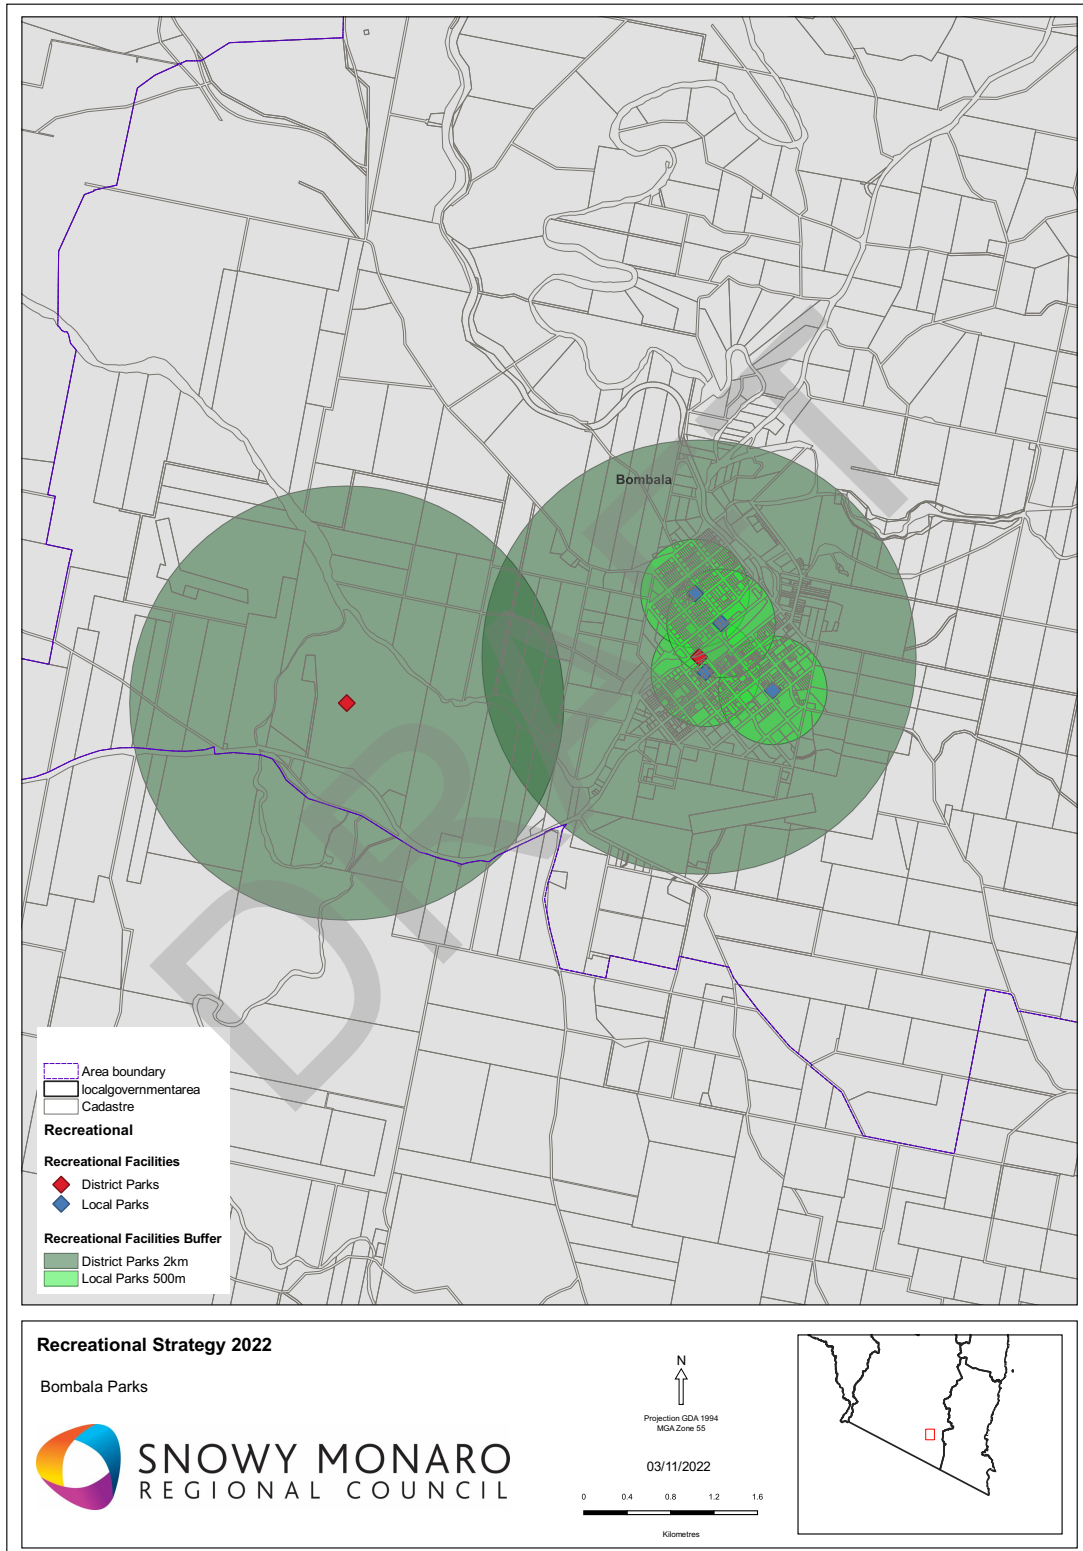 Bombala
DRAFT
Area boundary
localgovernmentarea
Cadastre
Recreational
Recreational Facilities
District Parks
Local Parks
Recreational Facilities Buffer
District Parks 2km
Local Parks 500m
Recreational Strategy 2022
Bombala Parks
SNOWY MONARO
REGIONAL COUNCIL
N
Projection GDA 1994
MGA Zone 55
03/11/2022
0 0.4 0.8 1.2 1.6
Kilometres